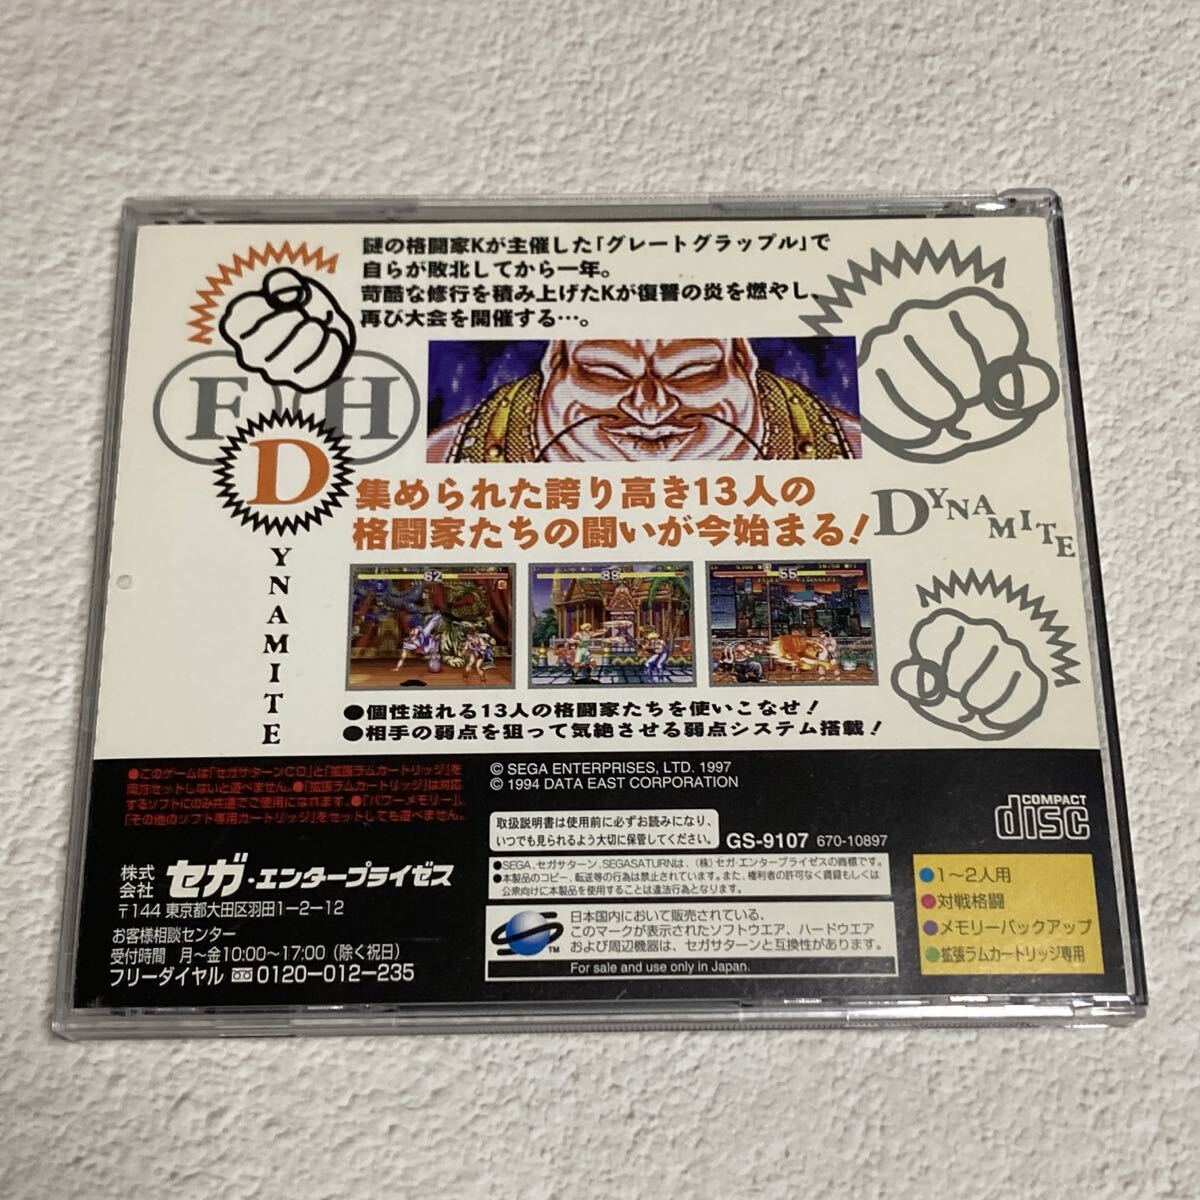 謎の格闘家Kが主催した「グレートグラップル」で
自らが敗北してから一年。
苛酷な修行を積み上げたKが復讐の炎を燃やし、
再び大会を開催する…。
F H
DYNAMITE
集められた誇り高き13人の
格闘家たちの闘いが今始まる!
DYNAMITE
62
89
55
●個性溢れる13人の格闘家たちを使いこなせ!
●相手の弱点を狙って気絶させる弱点システム搭載!
●このゲームは「セガサターンCD」と「拡張ラムカートリッジ」を
両方セットしないと遊べません。●「拡張ラムカートリッジ」は対応
するソフトにのみ共通でご使用になれます。●「パワーメモリー」、
「その他のソフト専用カートリッジ」をセットしても遊べません。
株式会社 セガ・エンタープライゼス
〒144 東京都大田区羽田1-2-12
お客様相談センター
受付時間 月〜金10:00〜17:00(除く祝日)
フリーダイヤル 0120-012-235
© SEGA ENTERPRISES, LTD. 1997
© 1994 DATA EAST CORPORATION
取扱説明書は使用前に必ずお読みになり、
いつでも見られるよう大切に保管してください。
GS-9107 670-10897
COMPACT
disc
●SEGA、セガサターン、SEGASATURNは、(株)セガ・エンタープライゼスの商標です。
●本製品のコピー、転送等の行為は禁止されています。また、権利者の許可なく賃貸もしくは
公衆向に本製品を使用することは違法行為となります。
TM
日本国内において販売されている、
このマークが表示されたソフトウエア、ハードウエア
および周辺機器は、セガサターンと互換性があります。
For sale and use only in Japan.
●1〜2人用
●対戦格闘
●メモリーバックアップ
●拡張ラムカートリッジ専用